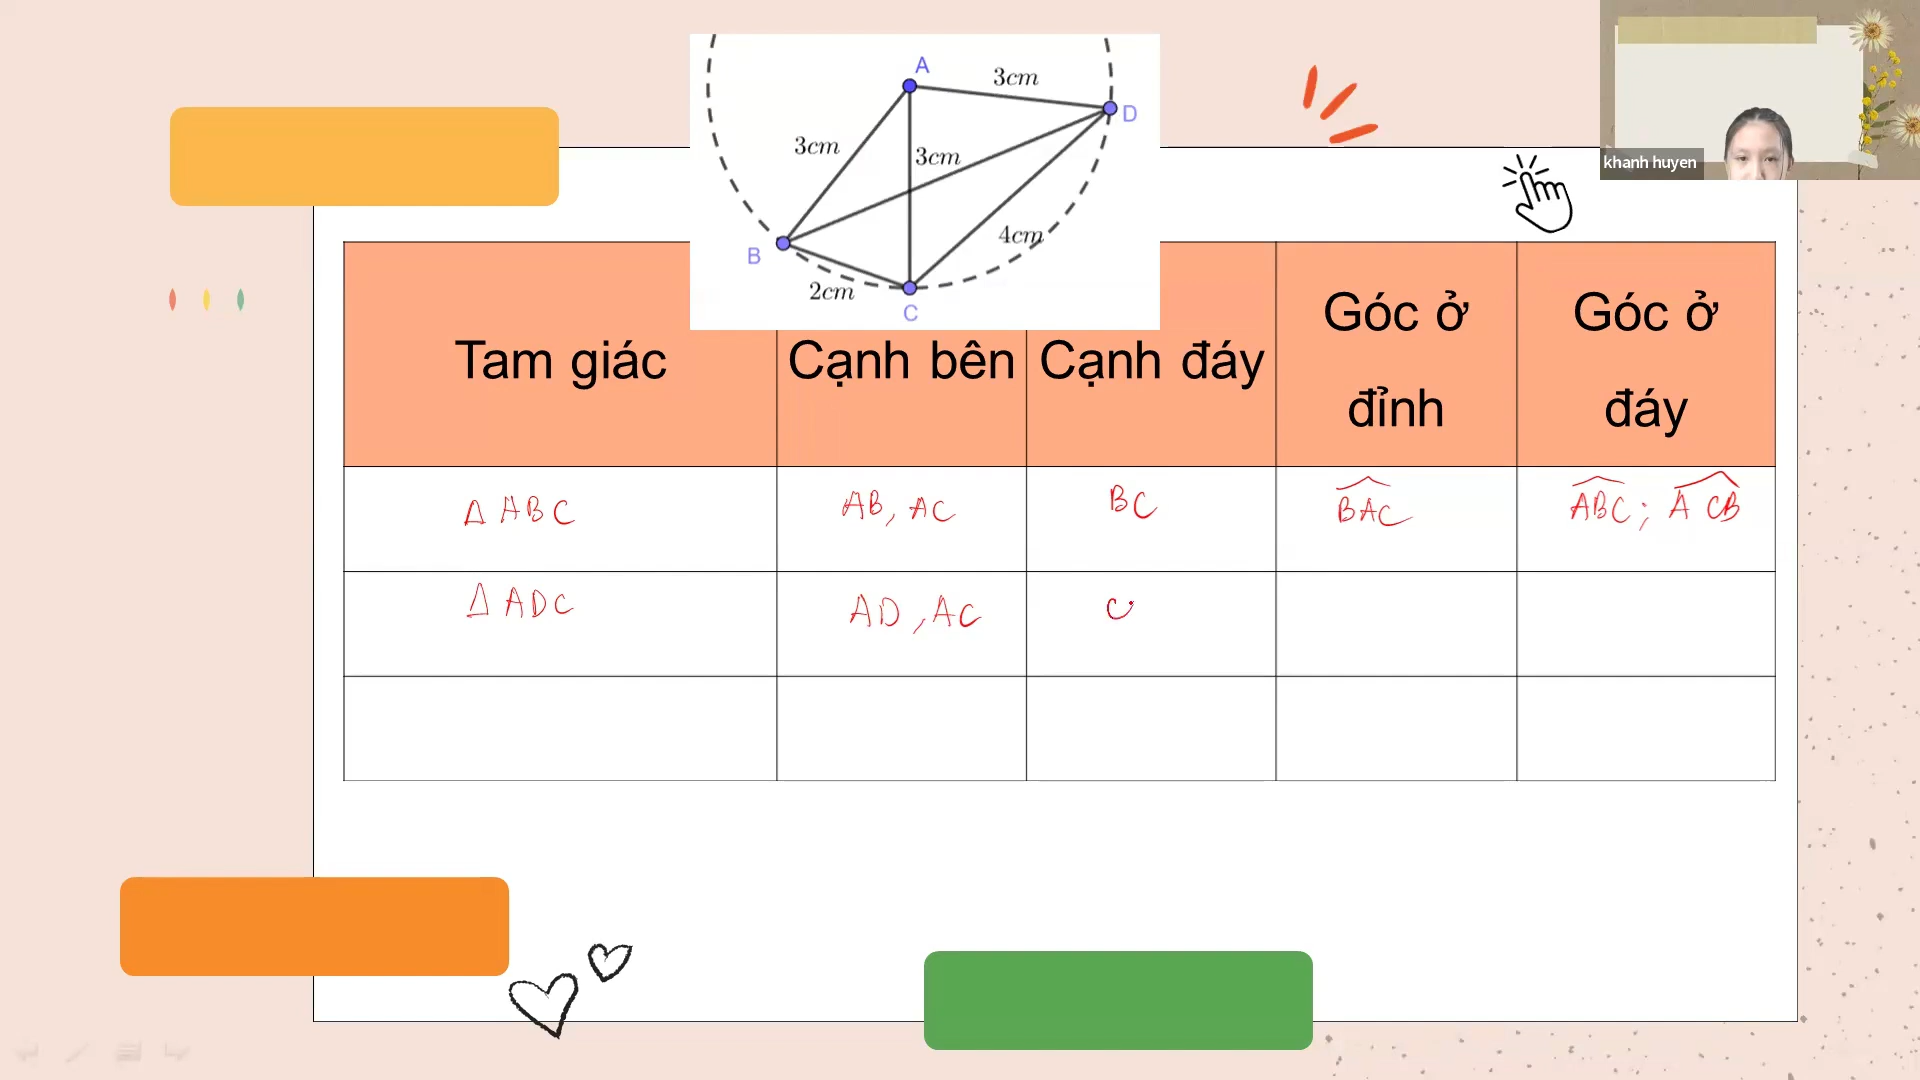 A
3cm
D
3cm
3cm
4cm
B
2cm
C
khanh huyen
Tam giác
Cạnh bên
Cạnh đáy
Góc ở
đỉnh
Góc ở
đáy
Δ ABC
AB, AC
BC
BAC
ABC; ACB
Δ ADC
AD, AC
C